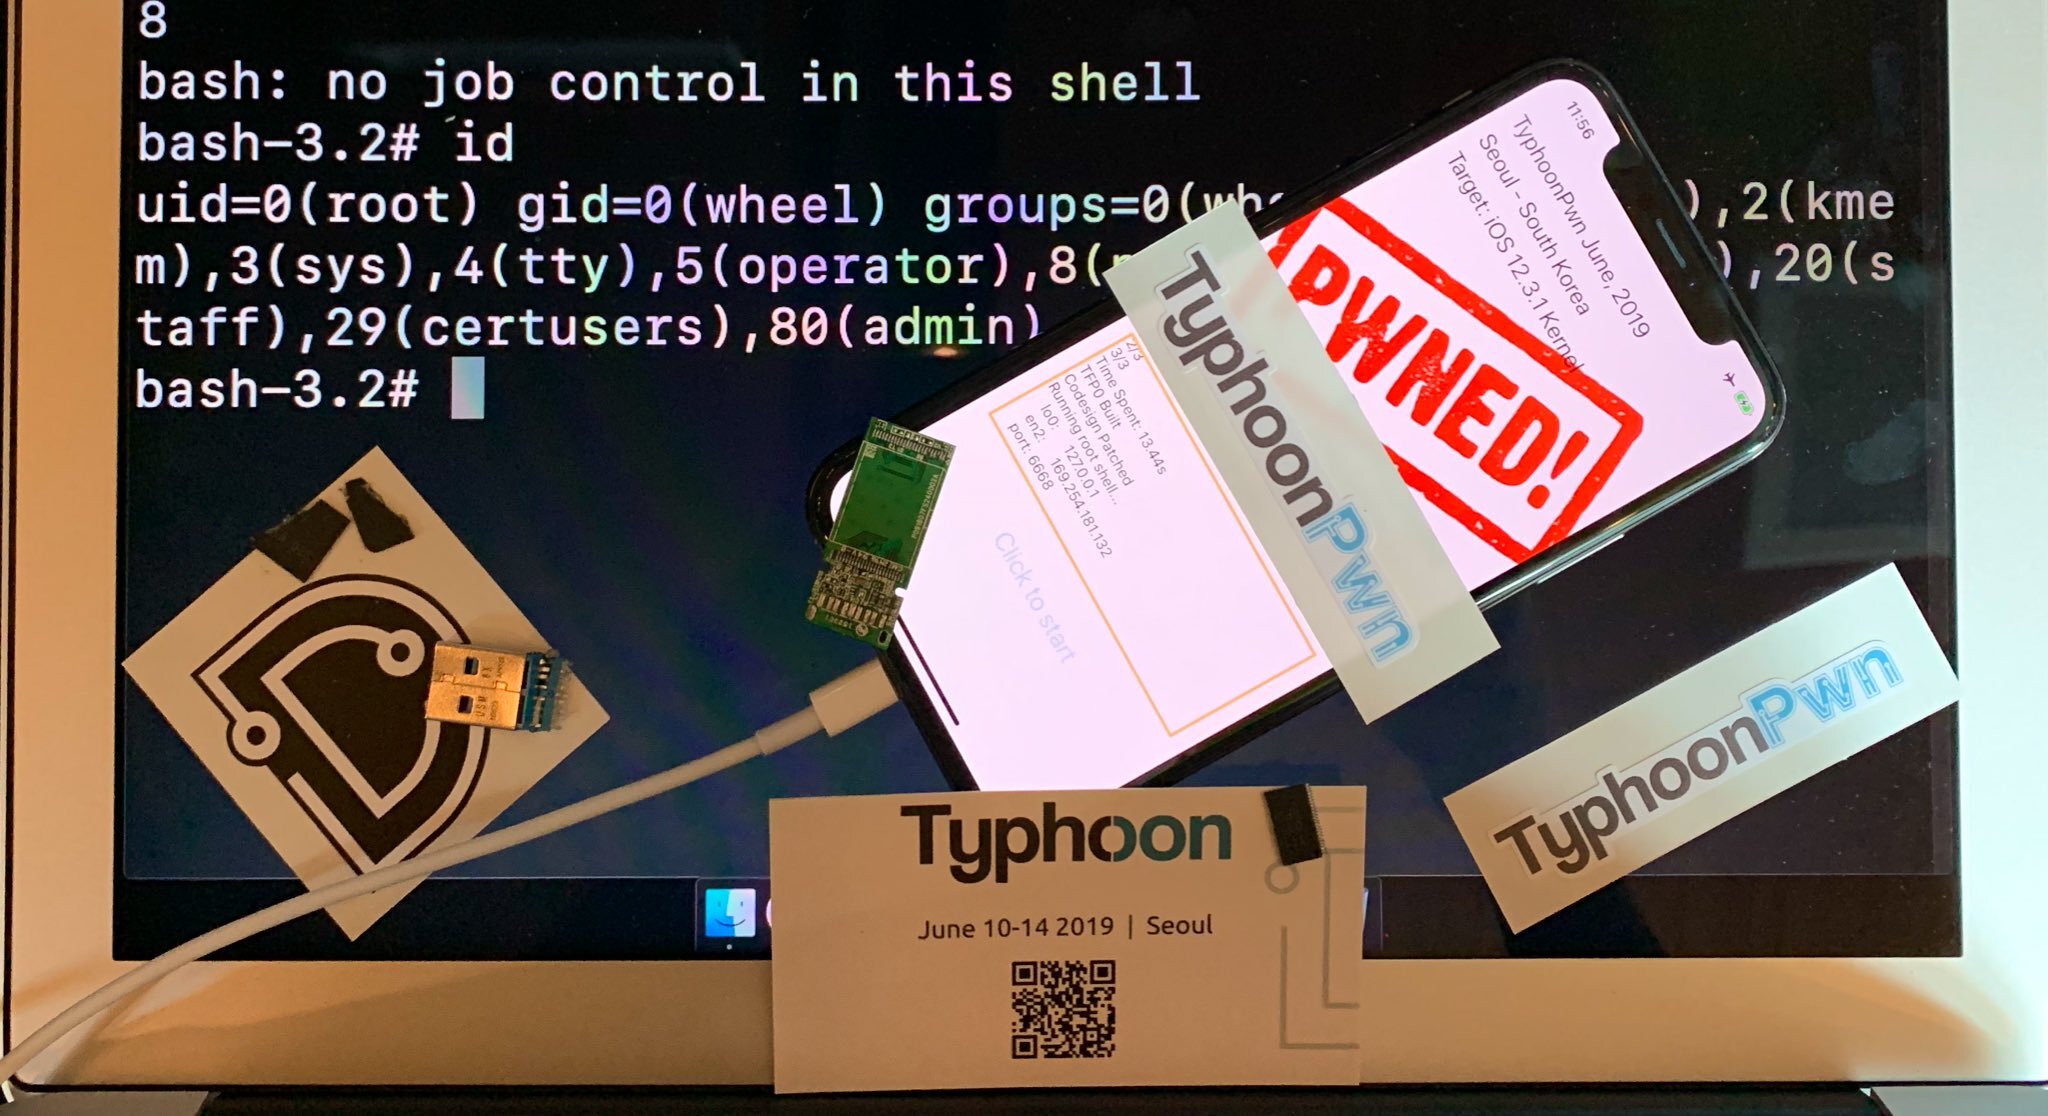 8
bash: no job control in this shell
bash-3.2# id
uid=0(root) gid=0(wheel) groups=0(whe ),2(kme
m),3(sys),4(tty),5(operator),8( ),20(s
taff),29(certusers),80(admin)
bash-3.2#
11:56
TyphoonPwn June, 2019
Seoul - South Korea
Target: iOS 12.3.1 Kernel
PWNED!
TyphoonPwn
2/3
3/3
Time Spent: 13.44s
TFP0 Built
Codesign Patched
Running root shell...
lo0: 127.0.0.1
en2: 169.254.181.132
port: 6668
Click to start
TyphoonPwn
Typhoon
June 10-14 2019 | Seoul